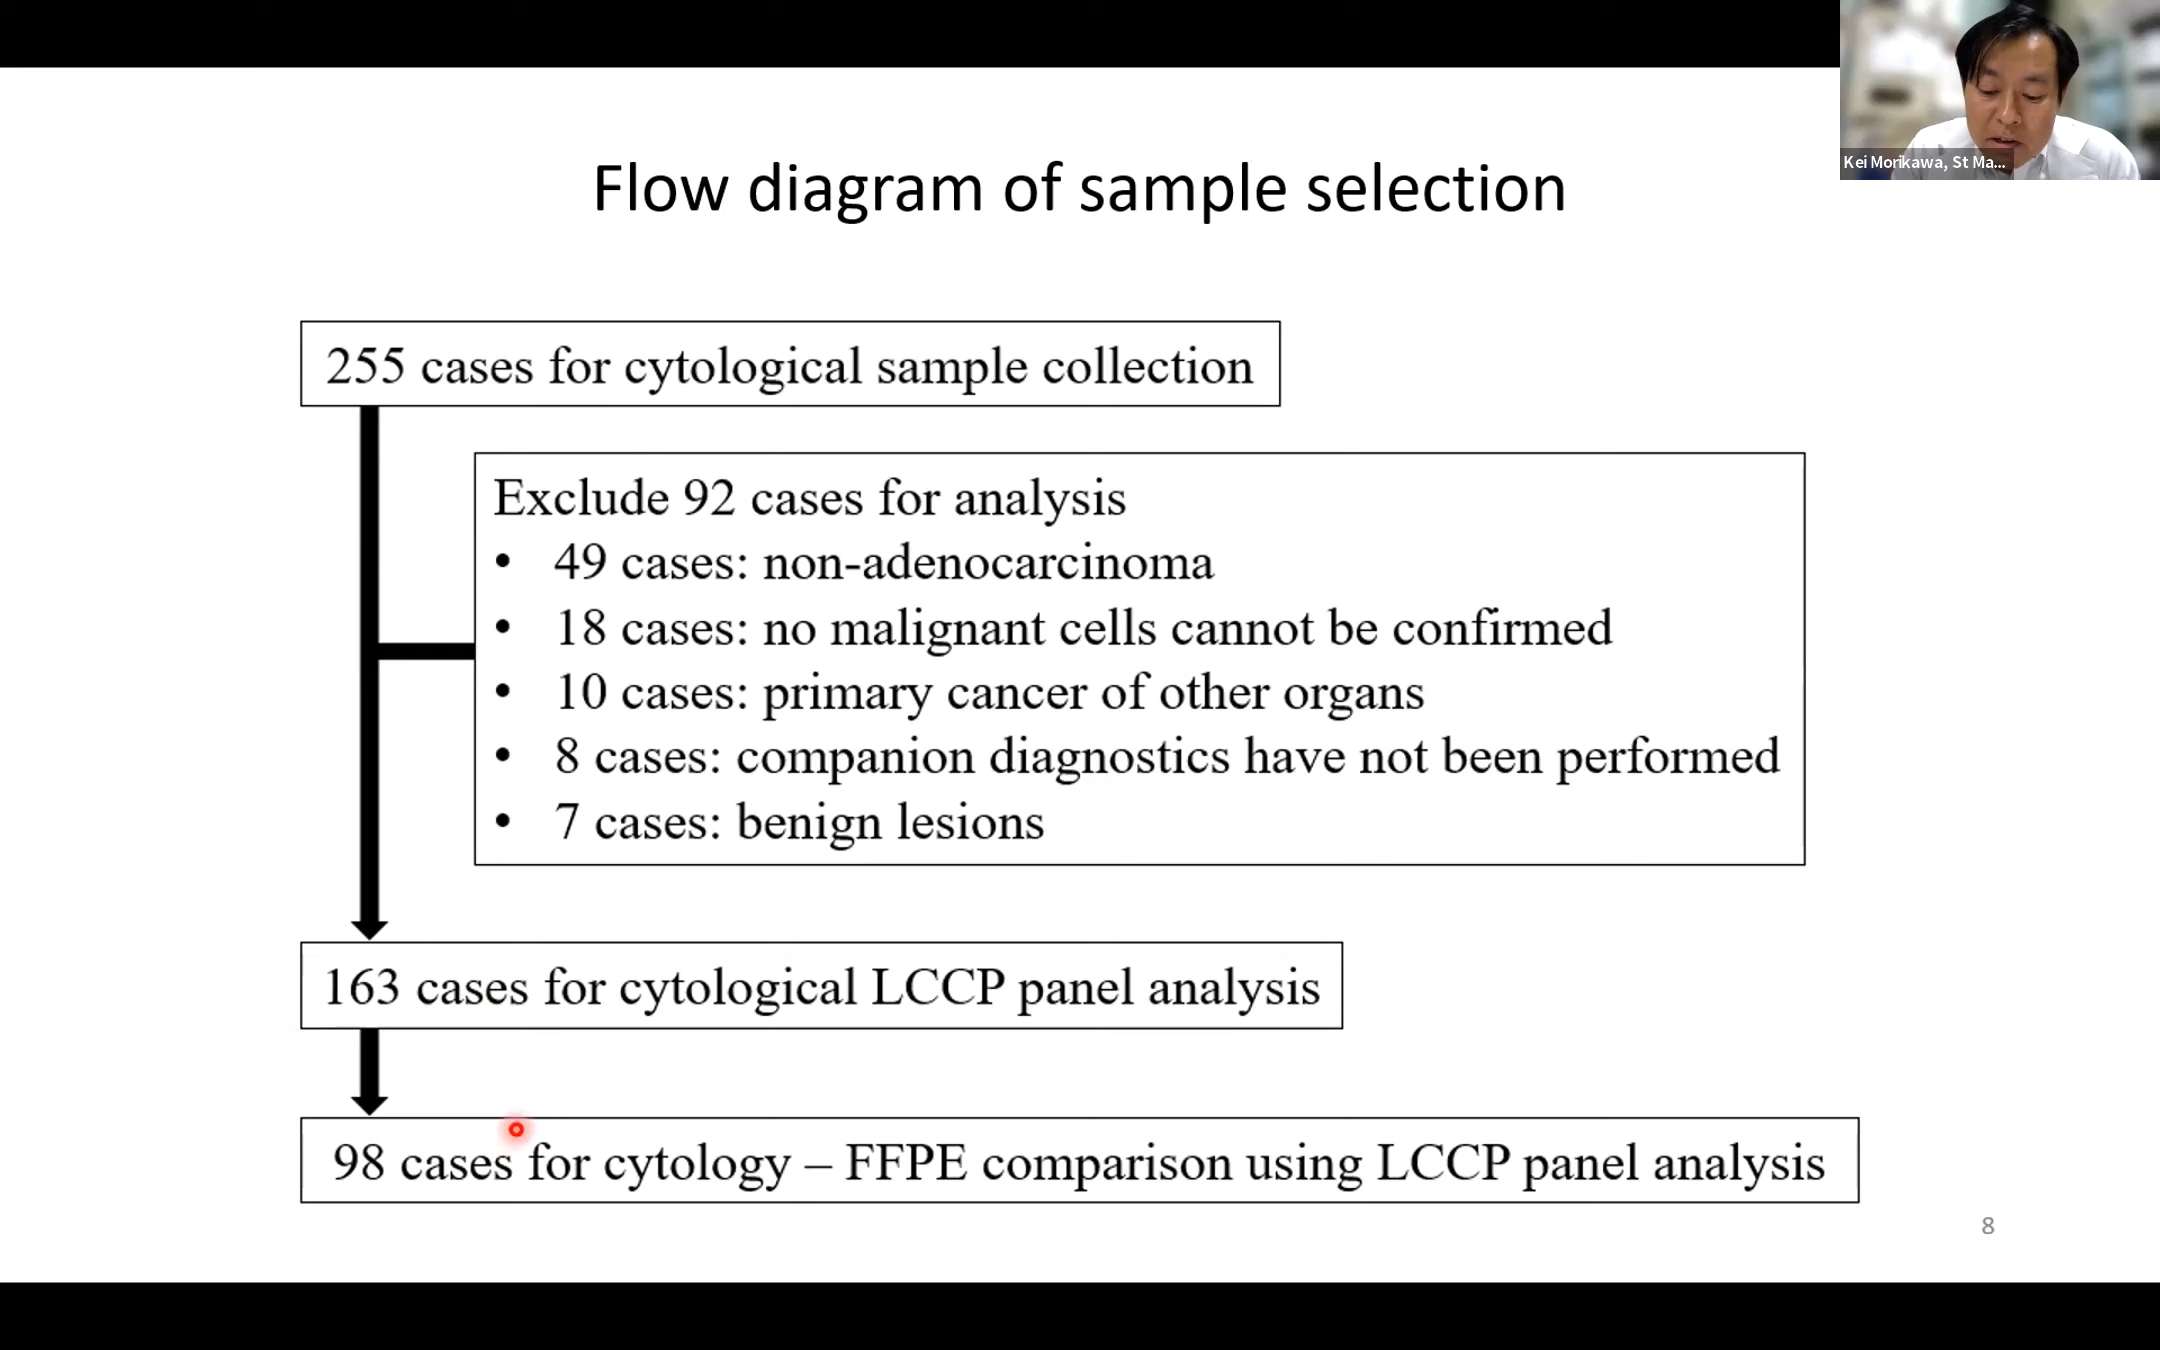 Kei Morikawa, St Ma...
Flow diagram of sample selection
255 cases for cytological sample collection
Exclude 92 cases for analysis
• 49 cases: non-adenocarcinoma
• 18 cases: no malignant cells cannot be confirmed
• 10 cases: primary cancer of other organs
• 8 cases: companion diagnostics have not been performed
• 7 cases: benign lesions
163 cases for cytological LCCP panel analysis
98 cases for cytology – FFPE comparison using LCCP panel analysis
8